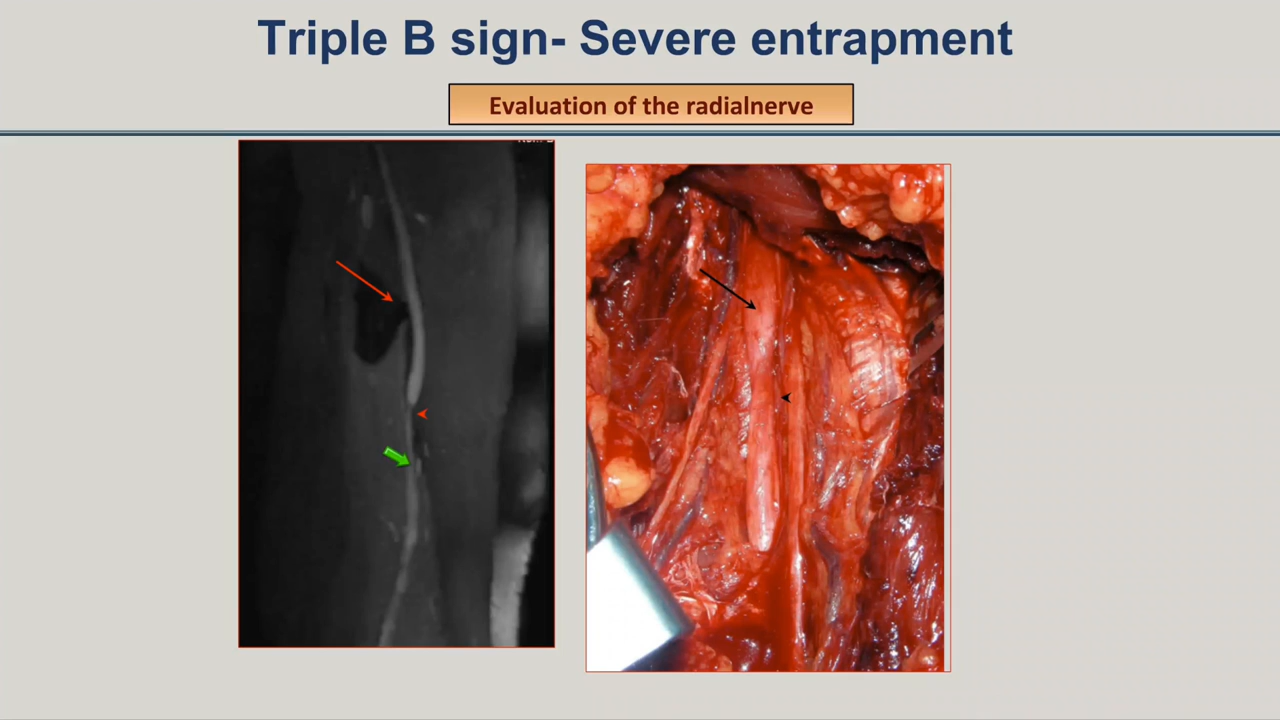 Triple B sign- Severe entrapment
Evaluation of the radialnerve